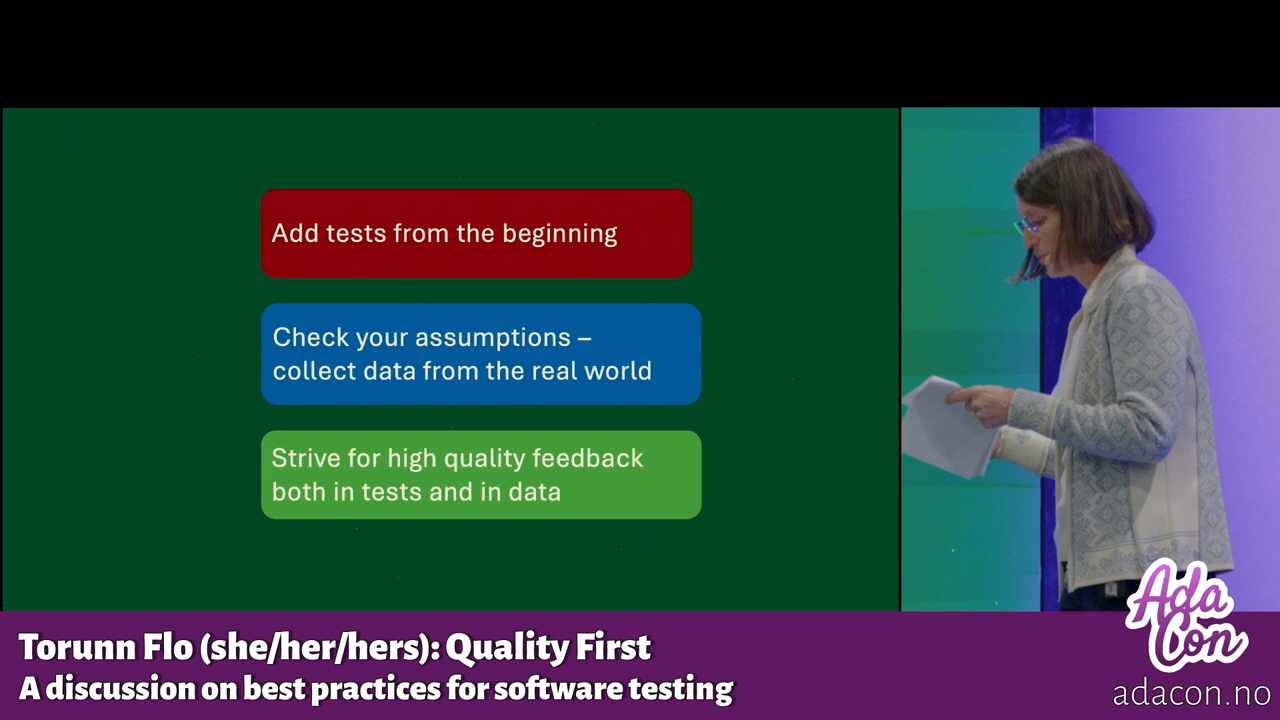 Add tests from the beginning
Check your assumptions –
collect data from the real world
Strive for high quality feedback
both in tests and in data
Torunn Flo (she/her/hers): Quality First
A discussion on best practices for software testing
Ada
Con
adacon.no